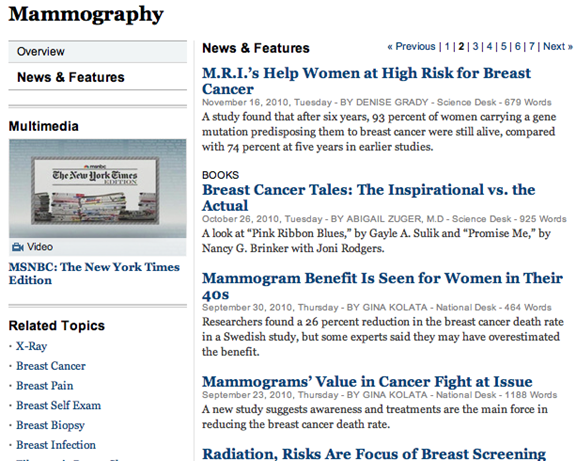 Mammography
Overview
News & Features
Multimedia
msnbc
The New York Times
EDITION
Video
MSNBC: The New York Times
Edition
Related Topics
· X-Ray
· Breast Cancer
· Breast Pain
· Breast Self Exam
· Breast Biopsy
· Breast Infection
News & Features
« Previous | 1 | 2 | 3 | 4 | 5 | 6 | 7 | Next »
M.R.I.’s Help Women at High Risk for Breast
Cancer
November 16, 2010, Tuesday - BY DENISE GRADY - Science Desk - 679 Words
A study found that after six years, 93 percent of women carrying a gene
mutation predisposing them to breast cancer were still alive, compared
with 74 percent at five years in earlier studies.
BOOKS
Breast Cancer Tales: The Inspirational vs. the
Actual
October 26, 2010, Tuesday - BY ABIGAIL ZUGER, M.D - Science Desk - 925 Words
A look at “Pink Ribbon Blues,” by Gayle A. Sulik and “Promise Me,” by
Nancy G. Brinker with Joni Rodgers.
Mammogram Benefit Is Seen for Women in Their
40s
September 30, 2010, Thursday - BY GINA KOLATA - National Desk - 464 Words
Researchers found a 26 percent reduction in the breast cancer death rate
in a Swedish study, but some experts said they may have overestimated
the benefit.
Mammograms’ Value in Cancer Fight at Issue
September 23, 2010, Thursday - BY GINA KOLATA - National Desk - 1188 Words
A new study suggests awareness and treatments are the main force in
reducing the breast cancer death rate.
Radiation, Risks Are Focus of Breast Screening